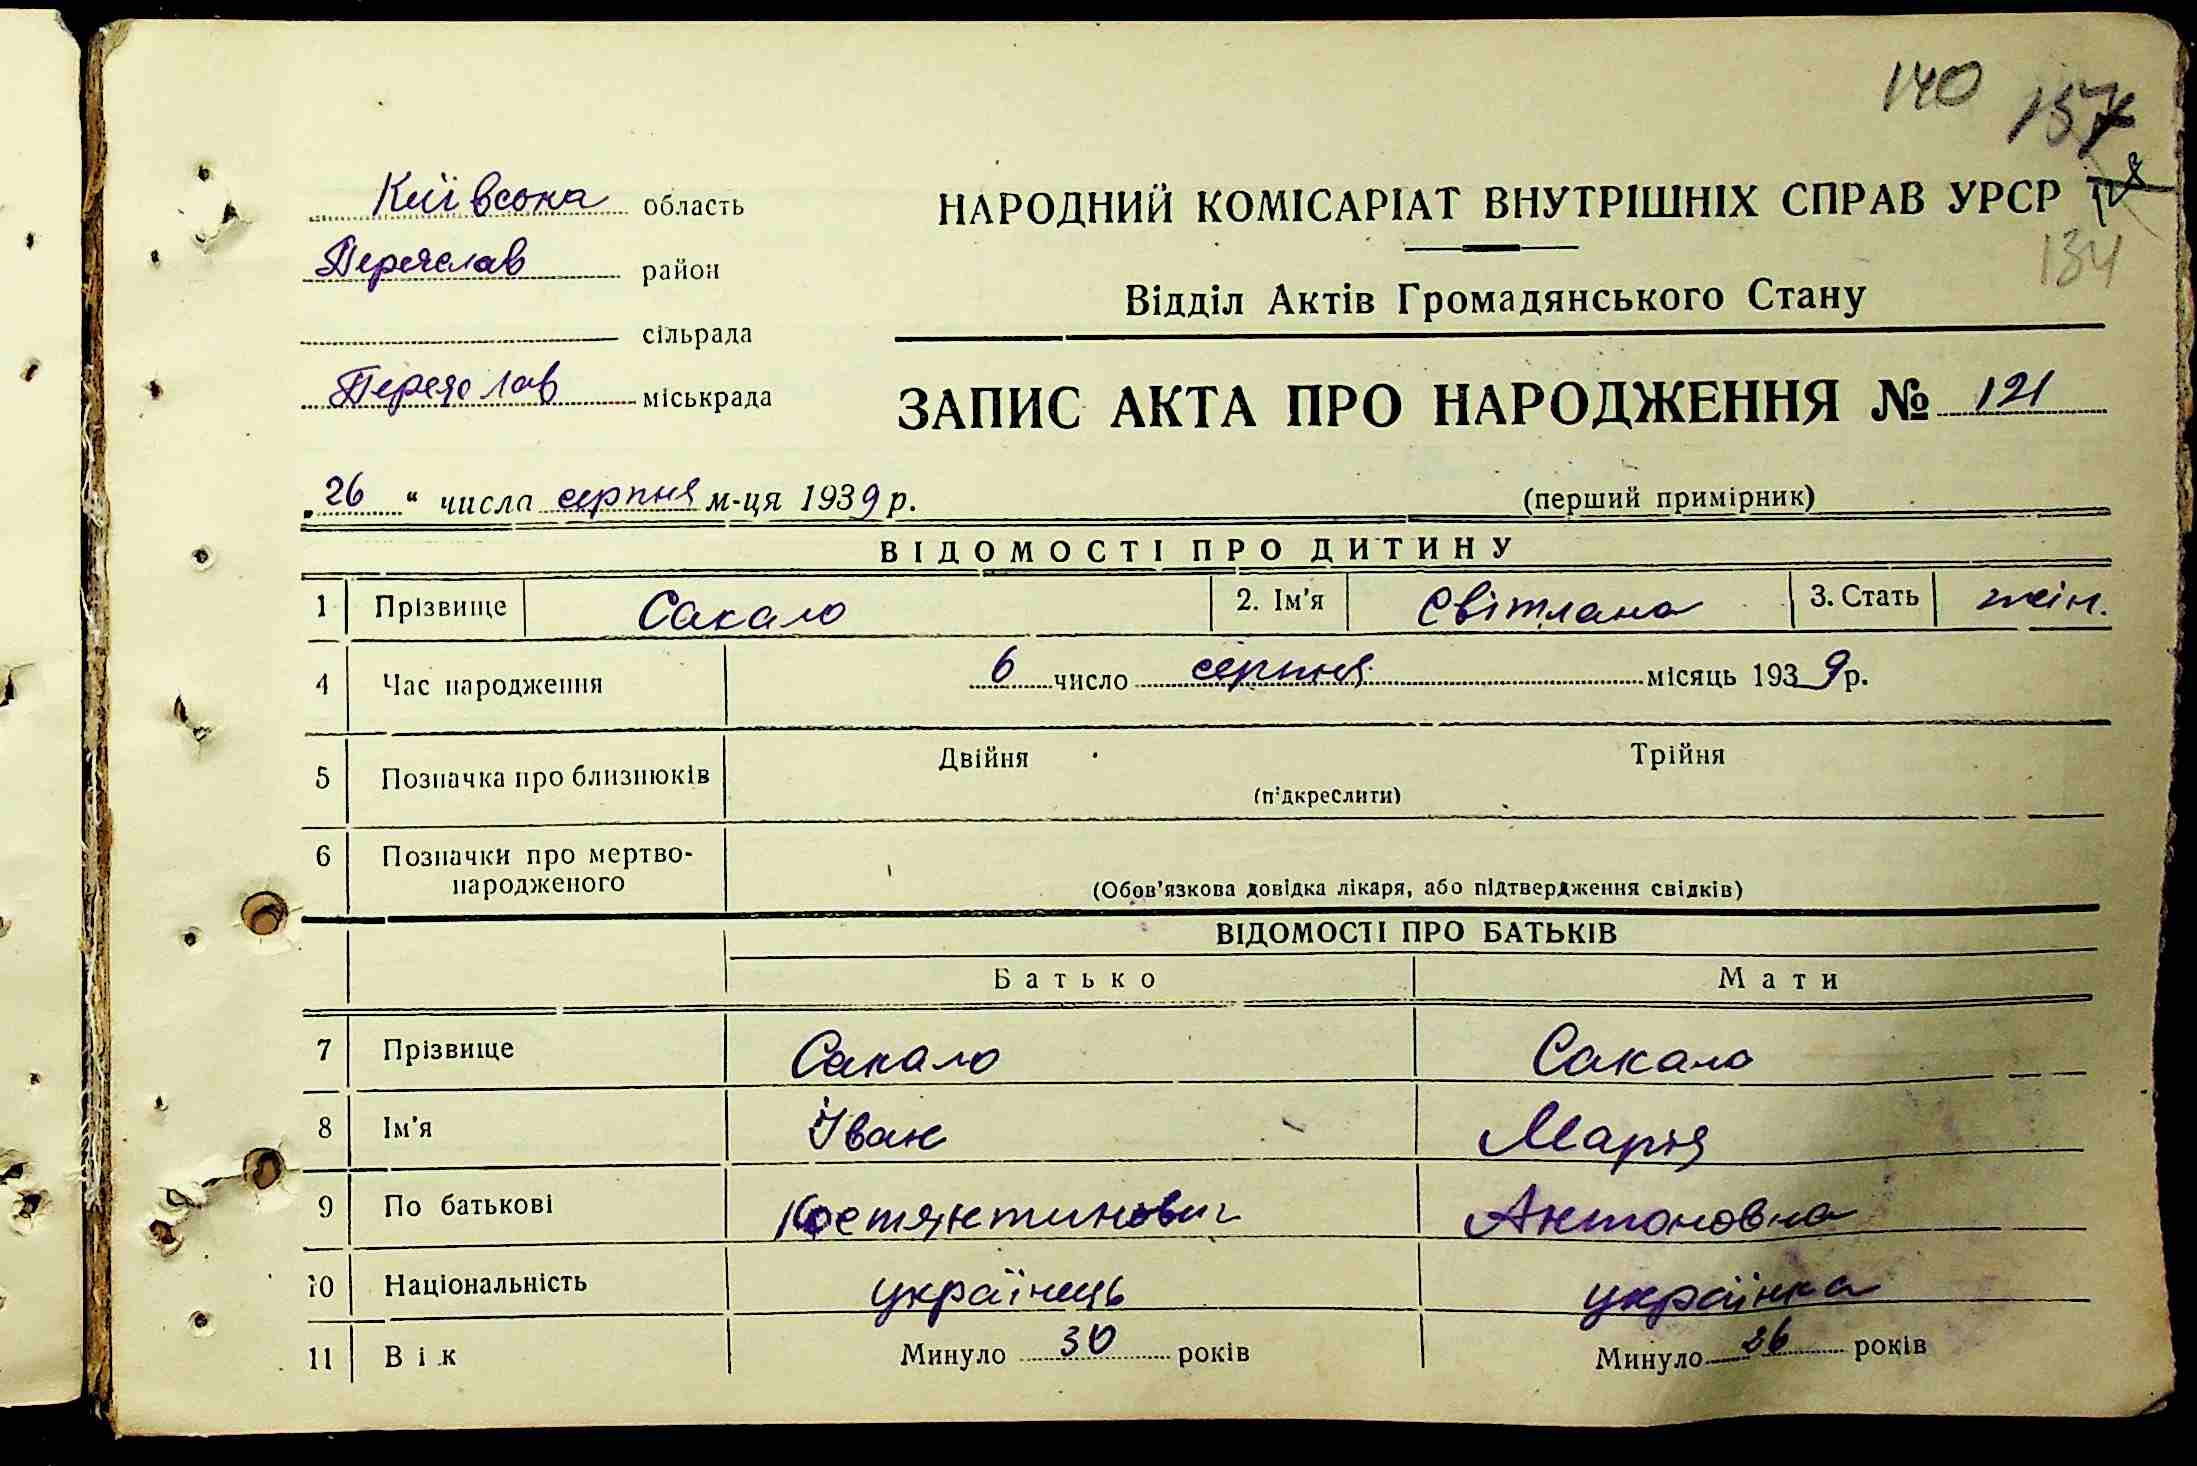 140 157
134
Київська область
Переяслав район
сільрада
Переяслав міськрада
НАРОДНИЙ КОМІСАРІАТ ВНУТРІШНІХ СПРАВ УРСР
Відділ Актів Громадянського Стану
ЗАПИС АКТА ПРО НАРОДЖЕННЯ № 121
„26“ числа серпня м-ця 1939 р.
(перший примірник)
ВІДОМОСТІ ПРО ДИТИНУ
1 Прізвище Сакало 2. Ім'я Світлана 3. Стать жін.
4 Час народження 6 число серпня місяць 1939 р.
5 Позначка про близнюків Двійня Трійня
(підкреслити)
6 Позначки про мертво-
народженого
(Обов'язкова довідка лікаря, або підтвердження свідків)
ВІДОМОСТІ ПРО БАТЬКІВ
Батько Мати
7 Прізвище Сакало Сакало
8 Ім'я Іван Марія
9 По батькові Костянтинович Антоновна
10 Національність українець українка
11 Вік Минуло 30 років Минуло 26 років